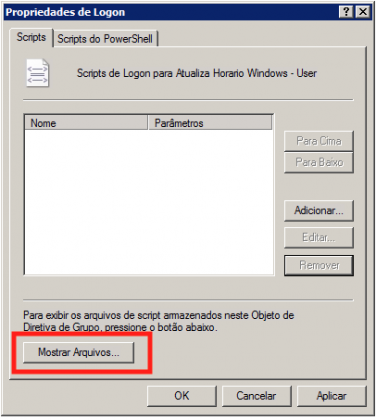 Propriedades de Logon
Scripts
Scripts do PowerShell
Scripts de Logon para Atualiza Horario Windows - User
Nome
Parâmetros
Para Cima
Para Baixo
Adicionar...
Editar...
Remover
Para exibir os arquivos de script armazenados neste Objeto de
Diretiva de Grupo, pressione o botão abaixo.
Mostrar Arquivos...
OK
Cancelar
Aplicar